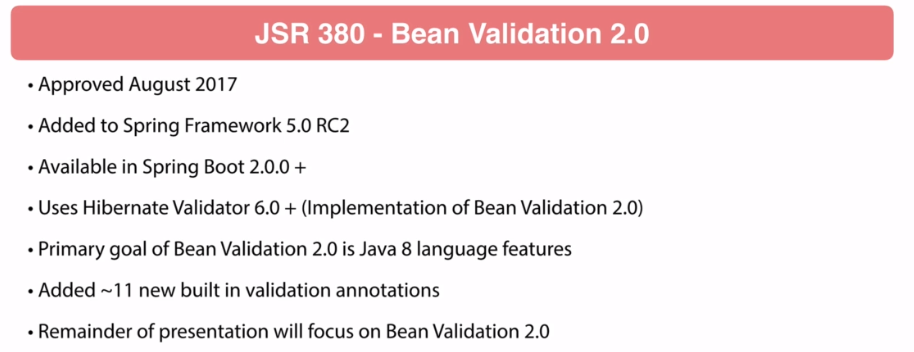 JSR 380 - Bean Validation 2.0
• Approved August 2017
• Added to Spring Framework 5.0 RC2
• Available in Spring Boot 2.0.0 +
• Uses Hibernate Validator 6.0 + (Implementation of Bean Validation 2.0)
• Primary goal of Bean Validation 2.0 is Java 8 language features
• Added ~11 new built in validation annotations
• Remainder of presentation will focus on Bean Validation 2.0